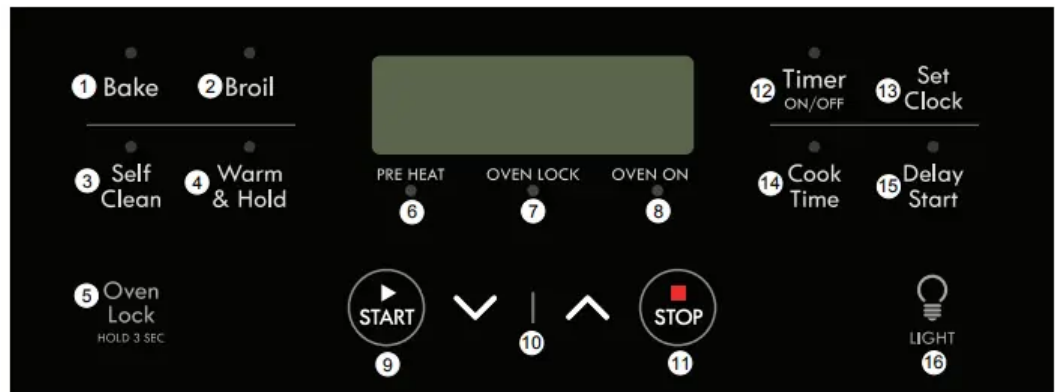 1 Bake
2 Broil
12 Timer
ON/OFF
13 Set
Clock
3 Self
Clean
4 Warm
& Hold
PRE HEAT
6
OVEN LOCK
7
OVEN ON
8
14 Cook
Time
15 Delay
Start
5 Oven
Lock
HOLD 3 SEC
START
9
10
STOP
11
LIGHT
16